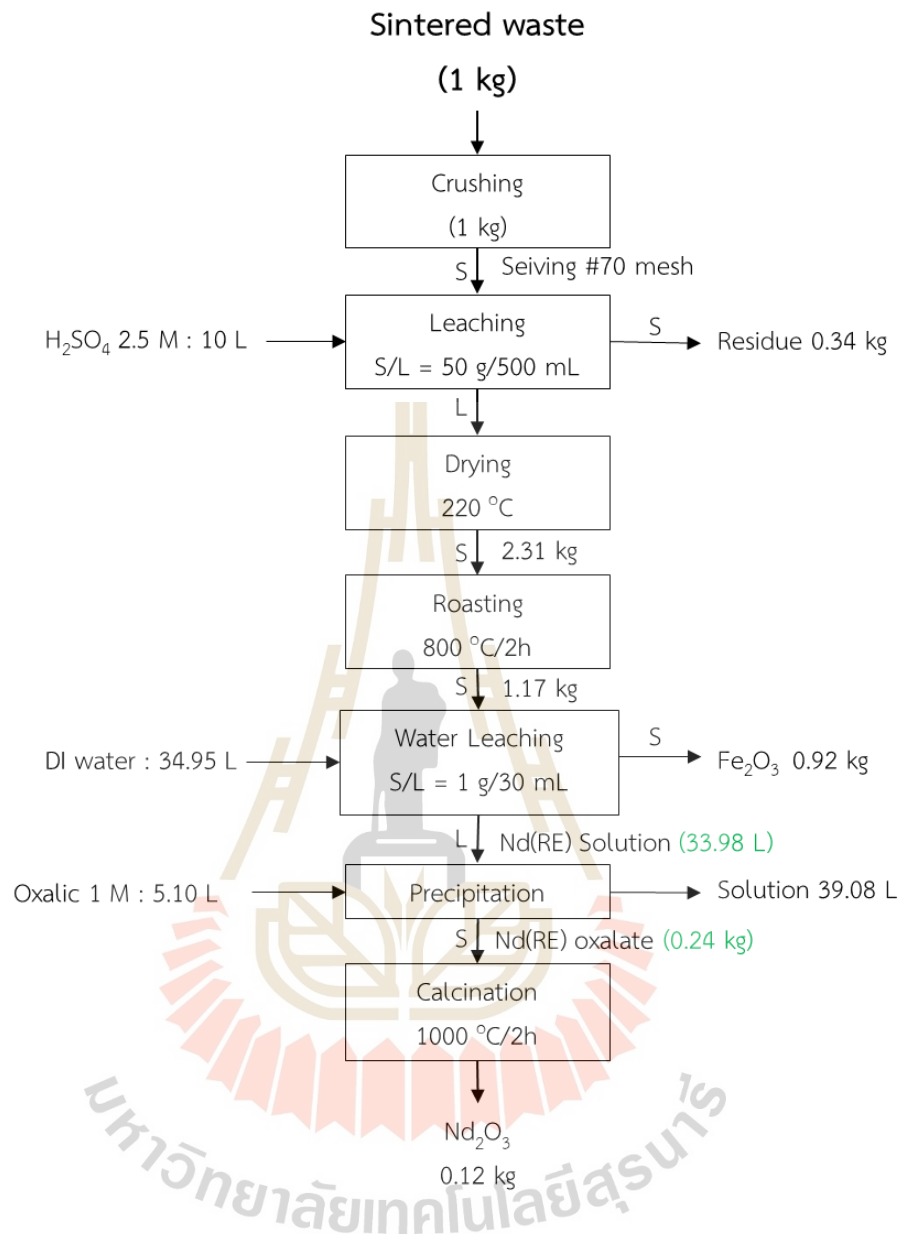 Sintered waste
(1 kg)
Crushing
(1 kg)
S Seiving #70 mesh
H₂SO₄ 2.5 M : 10 L
Leaching
S/L = 50 g/500 mL
S
Residue 0.34 kg
L
Drying
220 °C
S 2.31 kg
Roasting
800 °C/2h
S 1.17 kg
DI water : 34.95 L
Water Leaching
S/L = 1 g/30 mL
S
Fe₂O₃ 0.92 kg
L Nd(RE) Solution (33.98 L)
Oxalic 1 M : 5.10 L
Precipitation
Solution 39.08 L
S Nd(RE) oxalate (0.24 kg)
Calcination
1000 °C/2h
Nd₂O₃
0.12 kg
มหาวิทยาลัยเทคโนโลยีสุรนารี